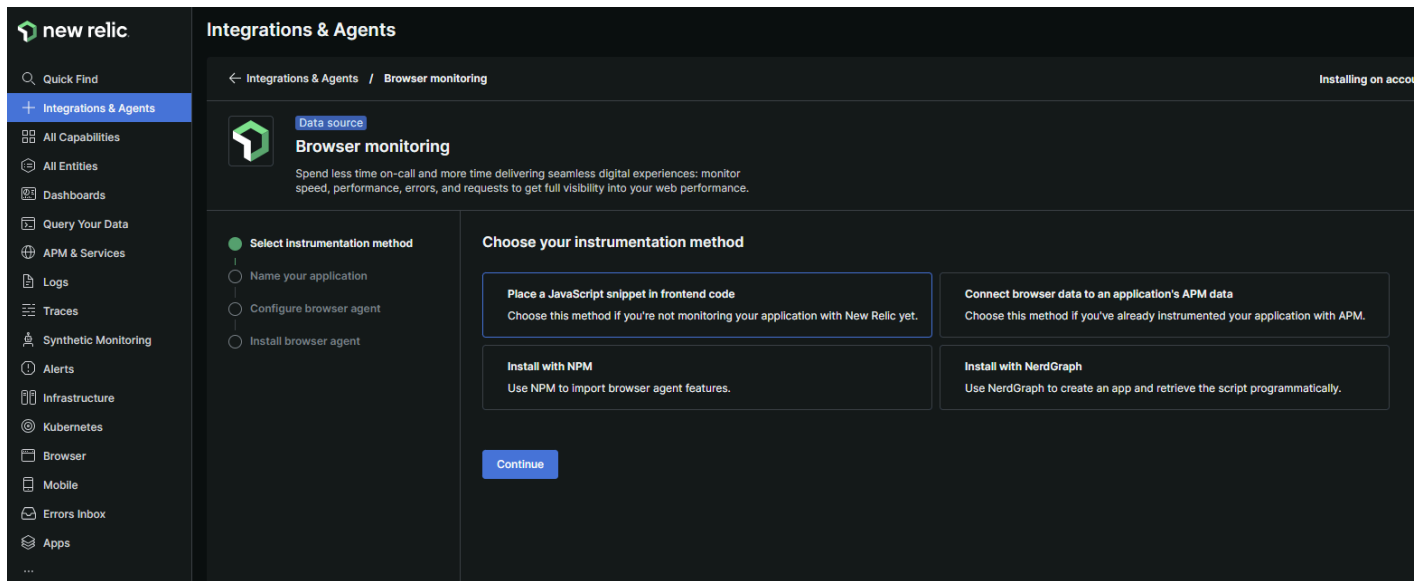 new relic.
Integrations & Agents
Quick Find
Integrations & Agents
All Capabilities
All Entities
Dashboards
Query Your Data
APM & Services
Logs
Traces
Synthetic Monitoring
Alerts
Infrastructure
Kubernetes
Browser
Mobile
Errors Inbox
Apps
...
Integrations & Agents / Browser monitoring
Installing on
Data source
Browser monitoring
Spend less time on-call and more time delivering seamless digital experiences: monitor
speed, performance, errors, and requests to get full visibility into your web performance.
Select instrumentation method
Name your application
Configure browser agent
Install browser agent
Choose your instrumentation method
Place a JavaScript snippet in frontend code
Choose this method if you're not monitoring your application with New Relic yet.
Connect browser data to an application's APM data
Choose this method if you've already instrumented your application with APM.
Install with NPM
Use NPM to import browser agent features.
Install with NerdGraph
Use NerdGraph to create an app and retrieve the script programmatically.
Continue